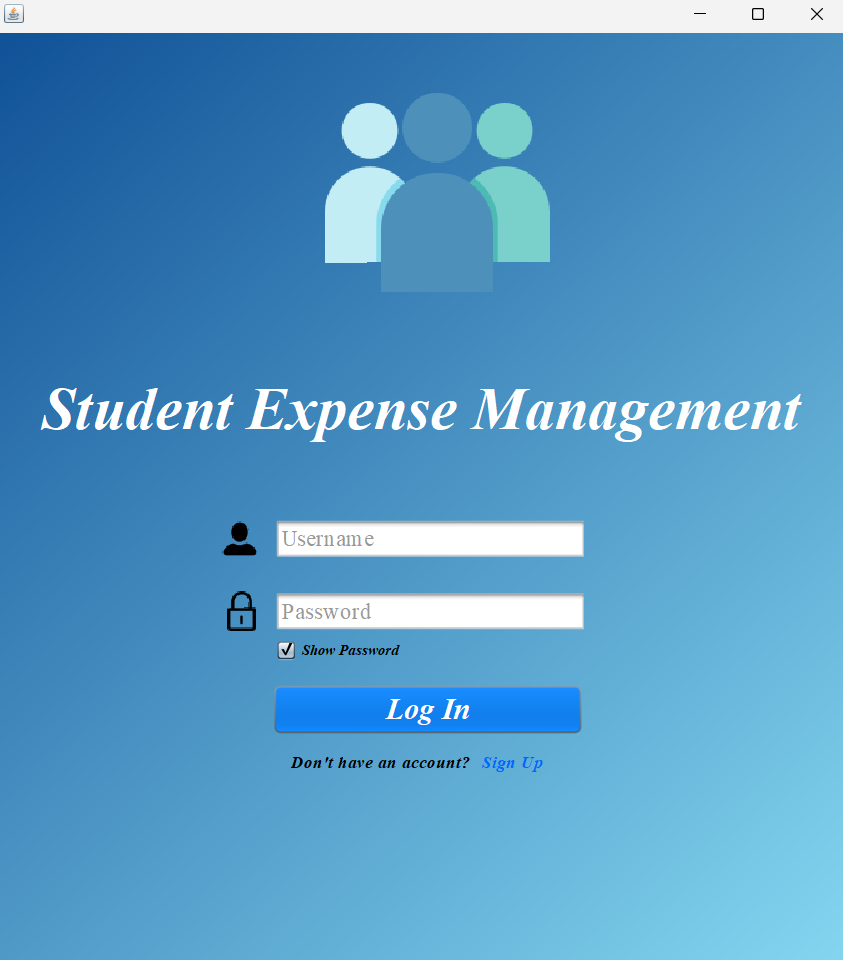 Student Expense Management
Username
Password
Show Password
Log In
Don't have an account? Sign Up